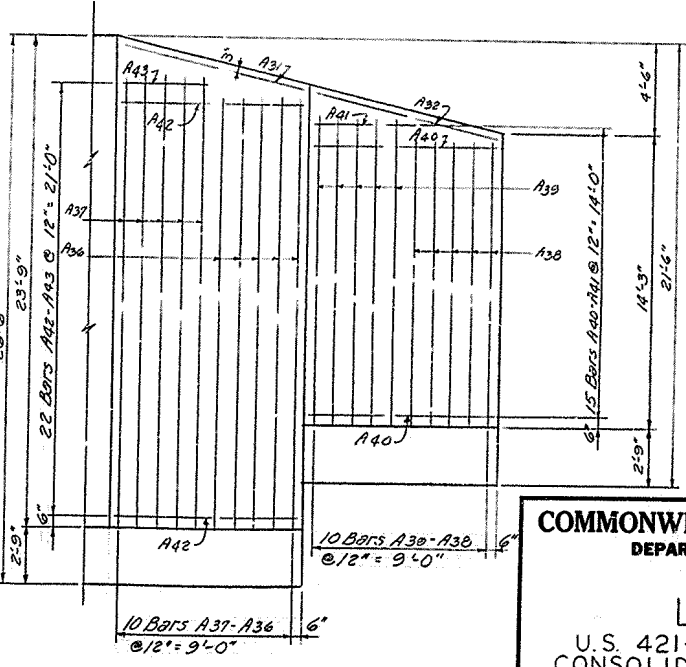 3"
A31
A43
A42
A32
A41
A40
4'-6"
A39
A37
A36
A38
23'-9"
22 Bars A42-A43 @ 12" = 21'-0"
15 Bars A40-A41 @ 12" = 14'-0"
14'-3"
21'-6"
A40
6"
2'-9"
6"
A42
2'-9"
10 Bars A39-A38 6"
@12" = 9'-0"
10 Bars A37-A36 6"
@12" = 9'-0"
COMMONW
DEPAR
U.S. 421
CONSOLID